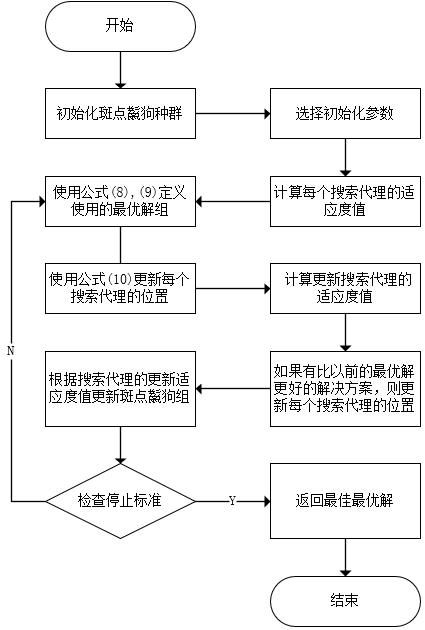 开始
初始化斑点鬣狗种群
选择初始化参数
计算每个搜索代理的适
应度值
使用公式(8),(9)定义
使用的最优解组
使用公式(10)更新每个
搜索代理的位置
计算更新搜索代理的
适应度值
如果有比以前的最优解
更好的解决方案，则更
新每个搜索代理的位置
根据搜索代理的更新适
应度值更新斑点鬣狗组
检查停止标准
N
Y
返回最佳最优解
结束